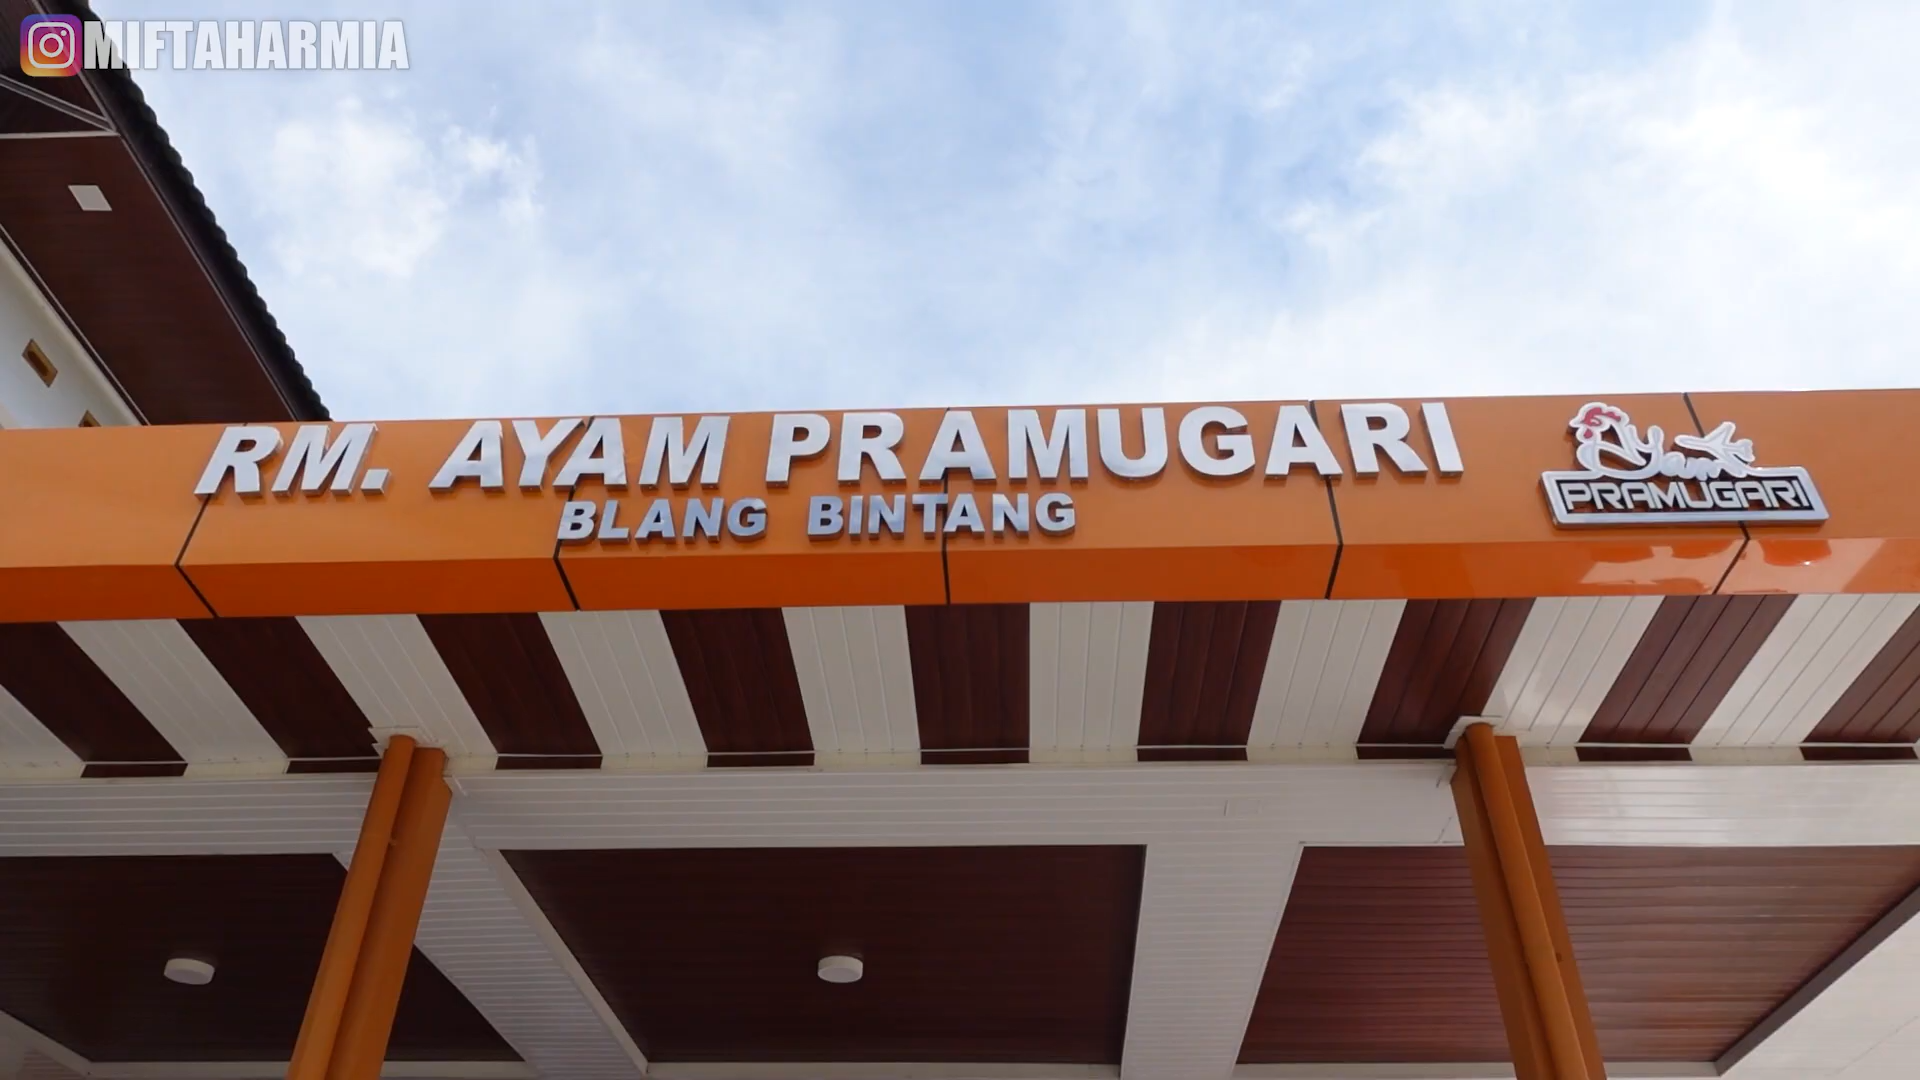 MIFTAHARMIA
RM. AYAM PRAMUGARI
BLANG BINTANG
Ayam
PRAMUGARI